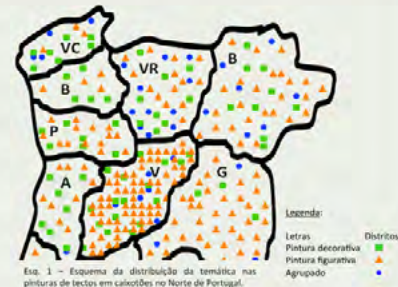 VC
VR
B
B
P
A
V
G
Legenda:
Letras Distritos
Pintura decorativa
Pintura figurativa
Agrupado
Esq. 1 – Esquema da distribuição da temática nas
pinturas de tectos em caixotões no Norte de Portugal.